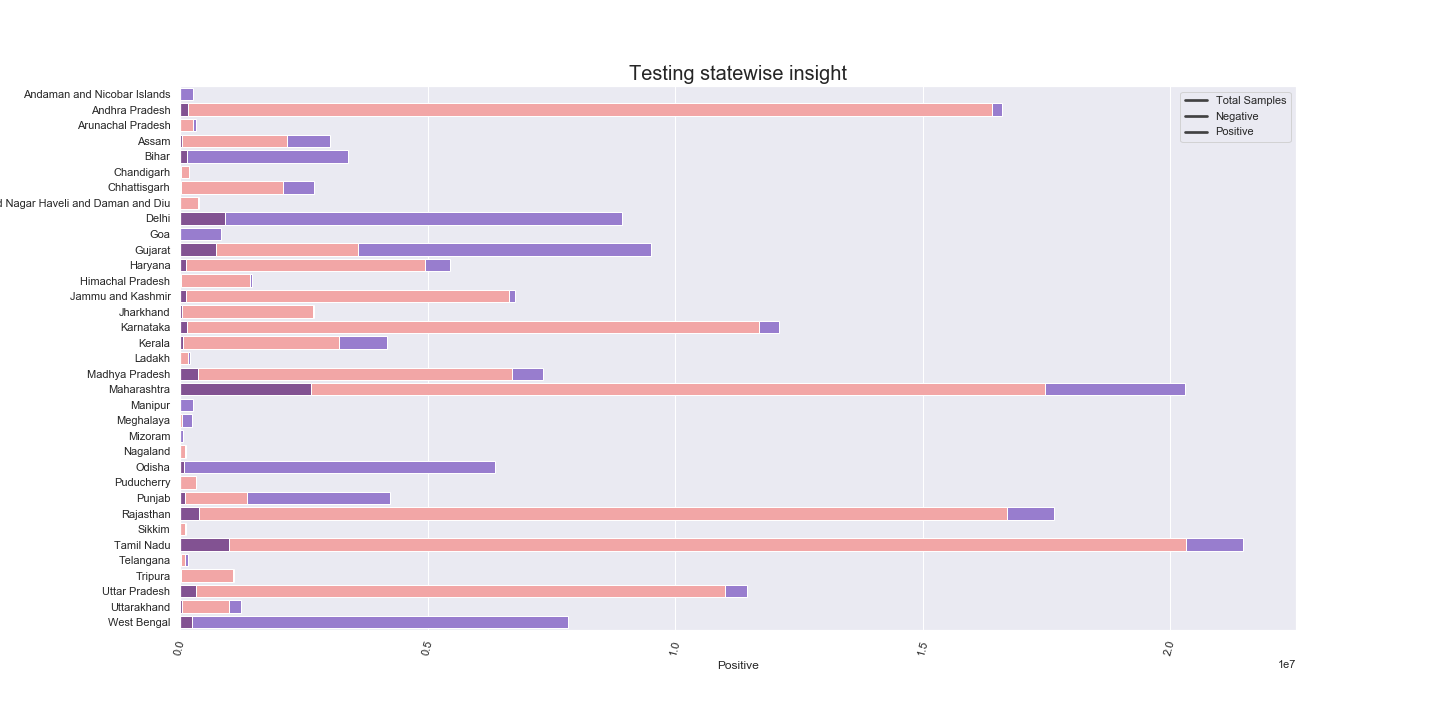 Testing statewise insight
Total Samples
Negative
Positive
Andaman and Nicobar Islands
Andhra Pradesh
Arunachal Pradesh
Assam
Bihar
Chandigarh
Chhattisgarh
Nagar Haveli and Daman and Diu
Delhi
Goa
Gujarat
Haryana
Himachal Pradesh
Jammu and Kashmir
Jharkhand
Karnataka
Kerala
Ladakh
Madhya Pradesh
Maharashtra
Manipur
Meghalaya
Mizoram
Nagaland
Odisha
Puducherry
Punjab
Rajasthan
Sikkim
Tamil Nadu
Telangana
Tripura
Uttar Pradesh
Uttarakhand
West Bengal
0.0 0.5 1.0 1.5 2.0
Positive
1e7